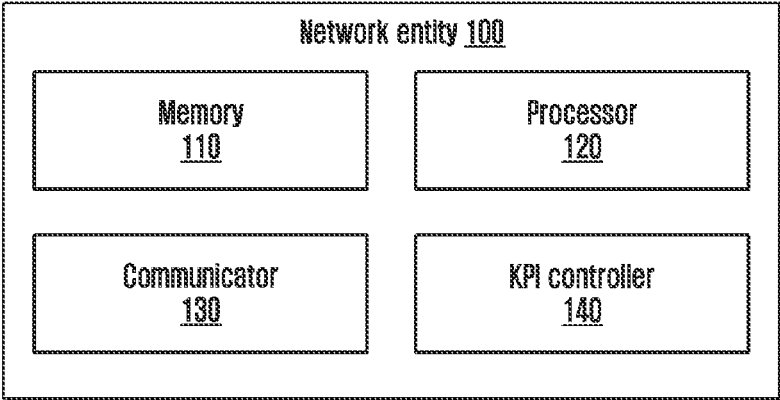 Network entity 100
Memory
110
Processor
120
Communicator
130
KPI controller
140